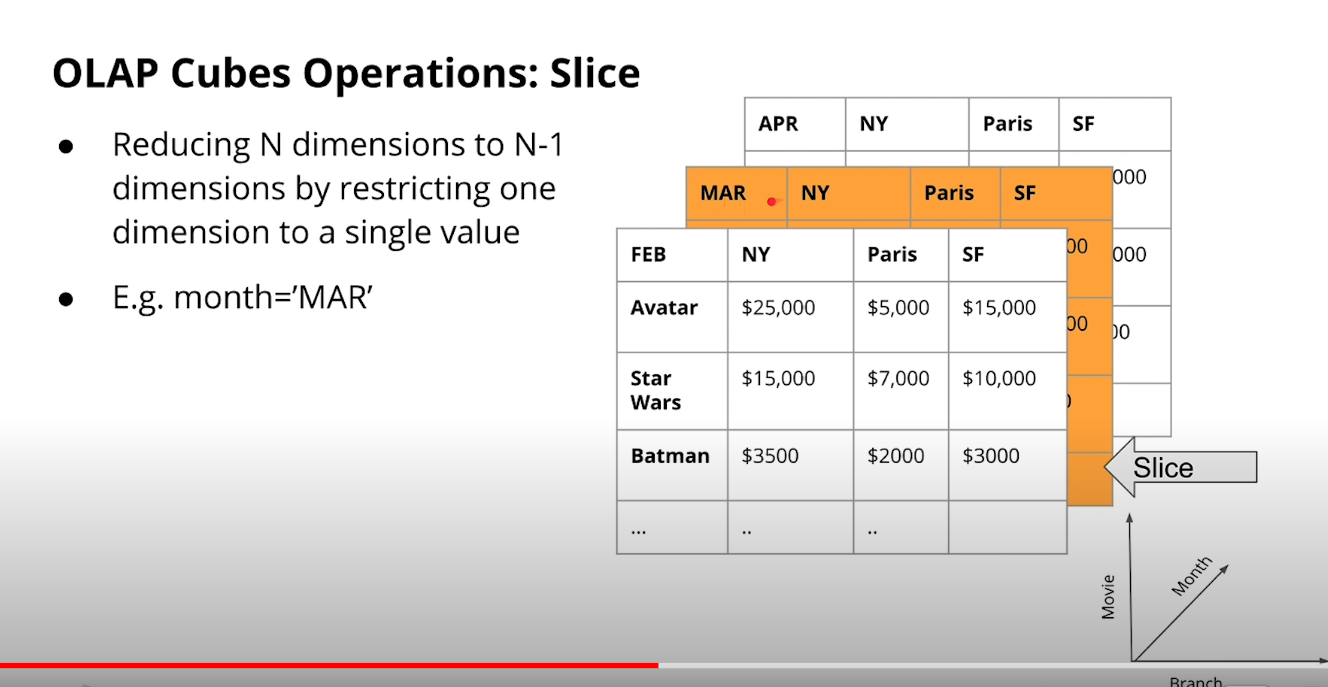 OLAP Cubes Operations: Slice
● Reducing N dimensions to N-1
dimensions by restricting one
dimension to a single value
● E.g. month=’MAR’
APR NY Paris SF
000
000
MAR NY Paris SF
00
00
FEB NY Paris SF
Avatar $25,000 $5,000 $15,000
Star
Wars $15,000 $7,000 $10,000
Batman $3500 $2000 $3000
... .. ..
Slice
Movie
Month
Branch